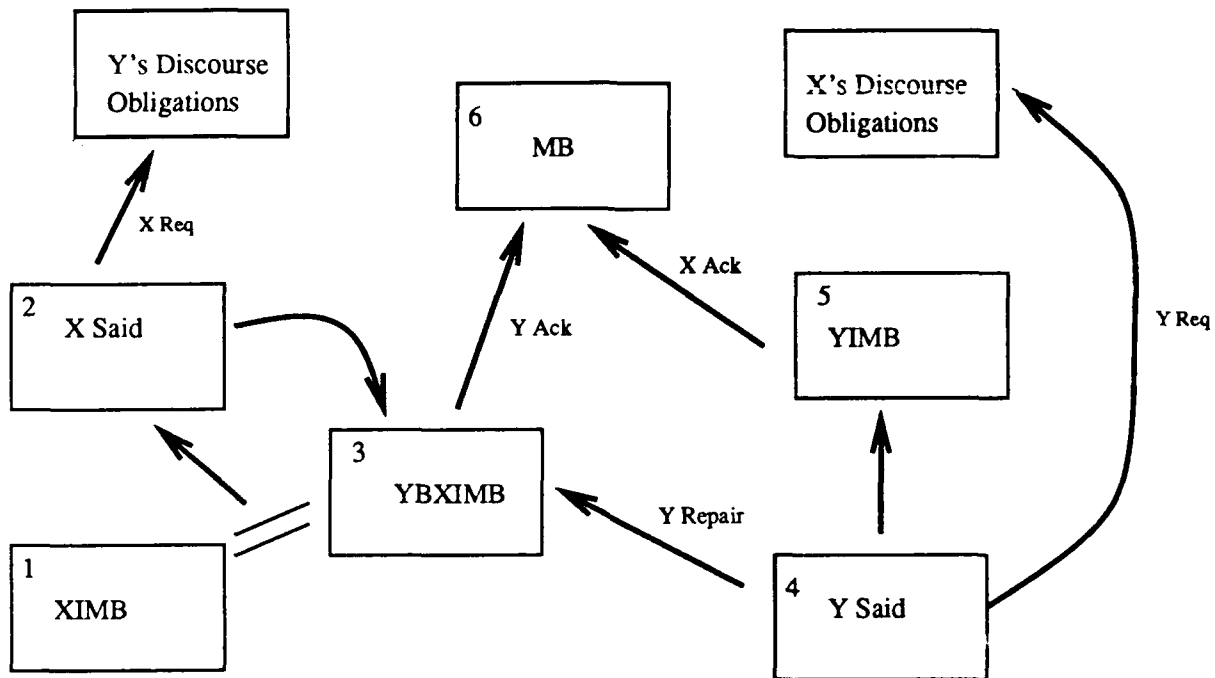 Y's Discourse
Obligations
X's Discourse
Obligations
6
MB
X Req
X Ack
2
X Said
5
YIMB
Y Ack
Y Req
3
YBXIMB
Y Repair
1
XIMB
4
Y Said